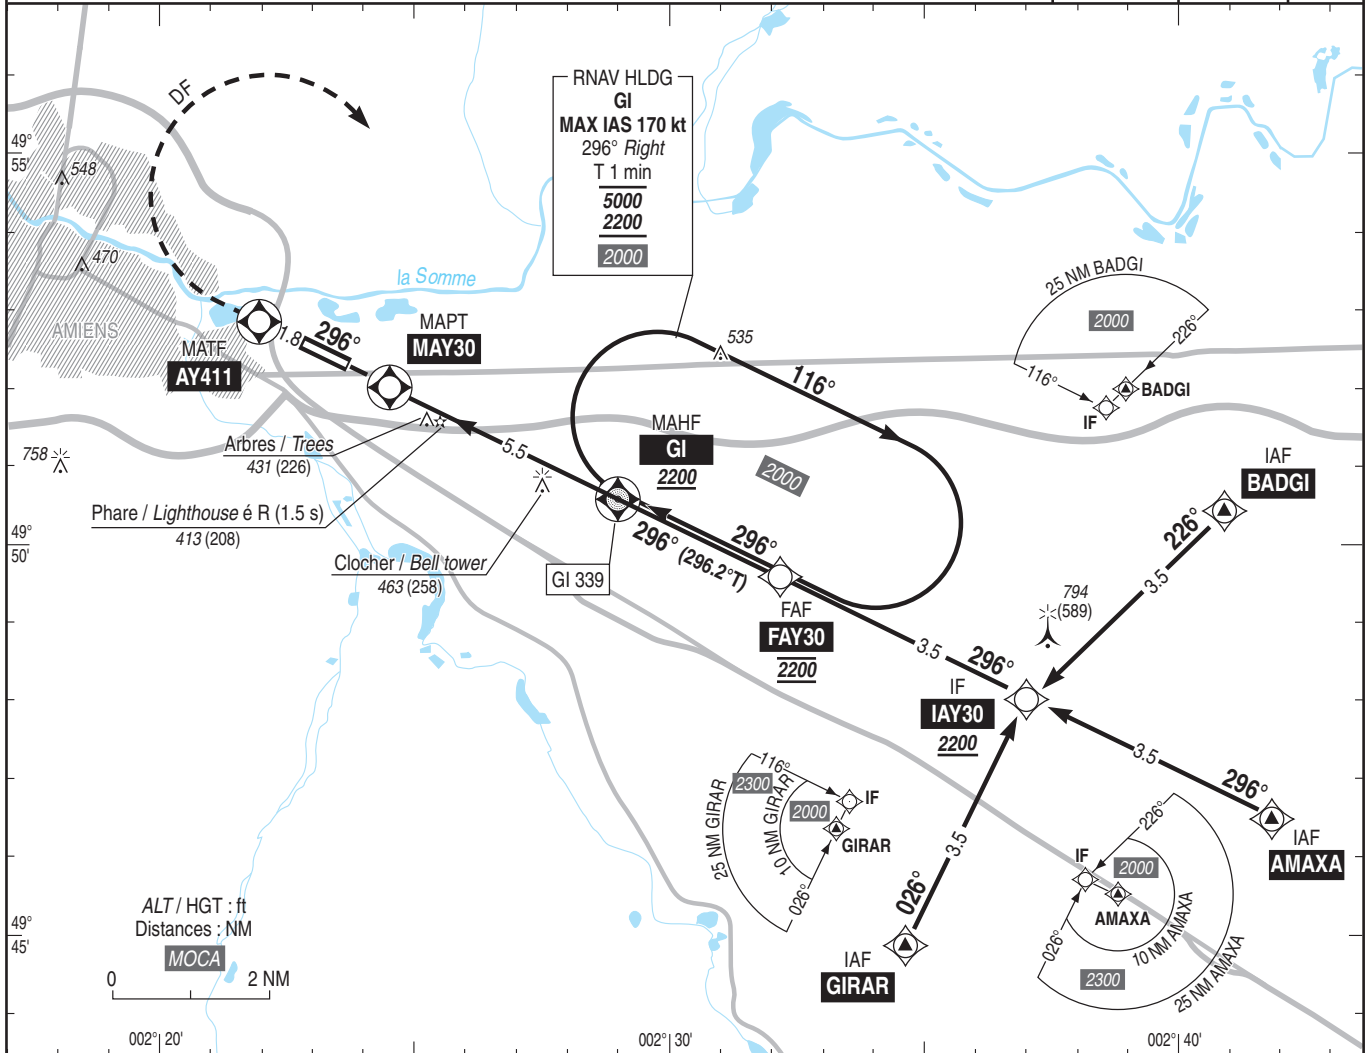 RNAV HLDG
GI
MAX IAS 170 kt
296° Right
T 1 min
5000
2200
2000
DF
49°
55'
548
470
la Somme
AMIENS
MATF
AY411
1.8
296°
MAPT
MAY30
535
116°
25 NM BADGI
2000
226°
116°
BADGI
IF
758
Arbres / Trees
431 (226)
5.5
MAHF
GI
2200
2000
IAF
BADGI
Phare / Lighthouse é R (1.5 s)
413 (208)
226°
3.5
49°
50'
Clocher / Bell tower
463 (258)
GI 339
296°
296° (296.2°T)
FAF
FAY30
2200
794
(589)
3.5
296°
IF
IAY30
2200
3.5
296°
IAF
AMAXA
25 NM GIRAR
2300
116°
10 NM GIRAR
2000
IF
GIRAR
026°
3.5
026°
IAF
GIRAR
226°
IF
2000
AMAXA
026°
10 NM AMAXA
2300
25 NM AMAXA
ALT / HGT : ft
Distances : NM
MOCA
0 2 NM
49°
45'
002° 20'
002° 30'
002° 40'